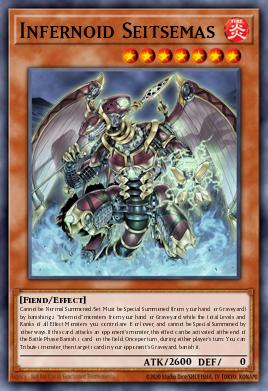 INFERNOID SEITSEMAS
炎
[FIEND/EFFECT]
Cannot be Normal Summoned/Set. Must be Special Summoned (from your hand or Graveyard)
by banishing 2 "Infernoid" monsters from your hand or Graveyard while the total Levels and
Ranks of all Effect Monsters you control are 8 or lower, and cannot be Special Summoned by
other ways. If this card attacks an opponent's monster, this effect can be activated at the end
of the Battle Phase: Banish 1 card on the field. Once per turn, during either player's turn: You can
Tribute 1 monster, then target 1 card in your opponent's Graveyard; banish it.
ATK/2600 DEF/ 0